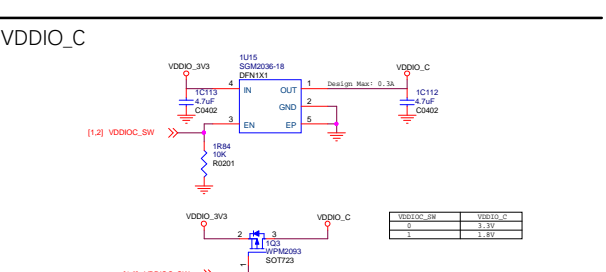 VDDIO_C
1U15
SGM2036-18
DFN1X1
VDDIO_3V3
VDDIO_C
4 IN OUT 1 Design Max: 0.3A
1C113
4.7uF
C0402
GND 2
1C112
4.7uF
C0402
3 EN EP 5
[1,2] VDDIOC_SW
1R84
10K
R0201
VDDIO_3V3
VDDIO_C
VDDIOC_SW VDDIO_C
0 3.3V
1 1.8V
2 3
1Q3
WPM2093
SOT723
1